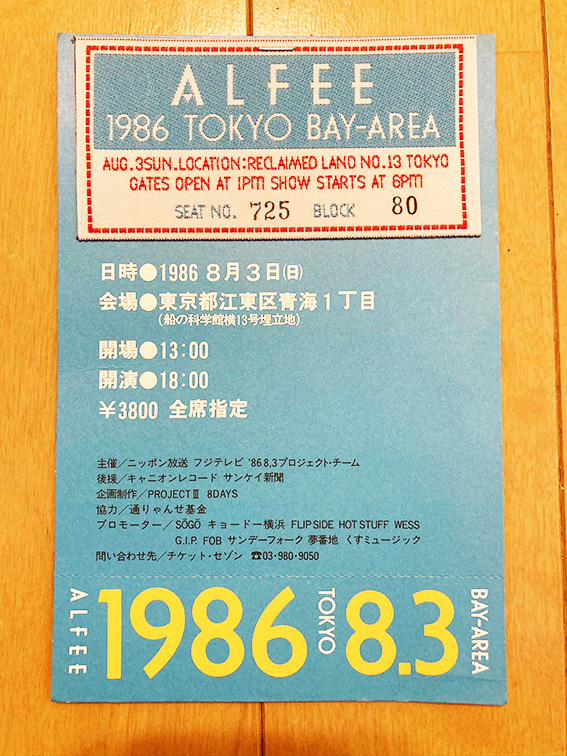 ALFEE
1986 TOKYO BAY-AREA
AUG.3SUN.LOCATION:RECLAIMED LAND NO.13 TOKYO
GATES OPEN AT 1PM SHOW STARTS AT 6PM
SEAT NO. 725 BLOCK 80
日時●1986 8月3日(日)
会場●東京都江東区青海1丁目
(船の科学館横13号埋立地)
開場●13:00
開演●18:00
¥3800 全席指定
主催/ニッポン放送 フジテレビ '86 8,3プロジェクト・チーム
後援/キャニオンレコード サンケイ新聞
企画制作/PROJECTⅢ 8DAYS
協力/通りゃんせ基金
プロモーター/SŌGŌ キョードー横浜 FLIPSIDE HOT STUFF WESS
G.I.P. FOB サンデーフォーク 夢番地 くすミュージック
問い合わせ先/チケット・セゾン ☎03・980・9050
ALFEE
1986
TOKYO
8.3
BAY-AREA